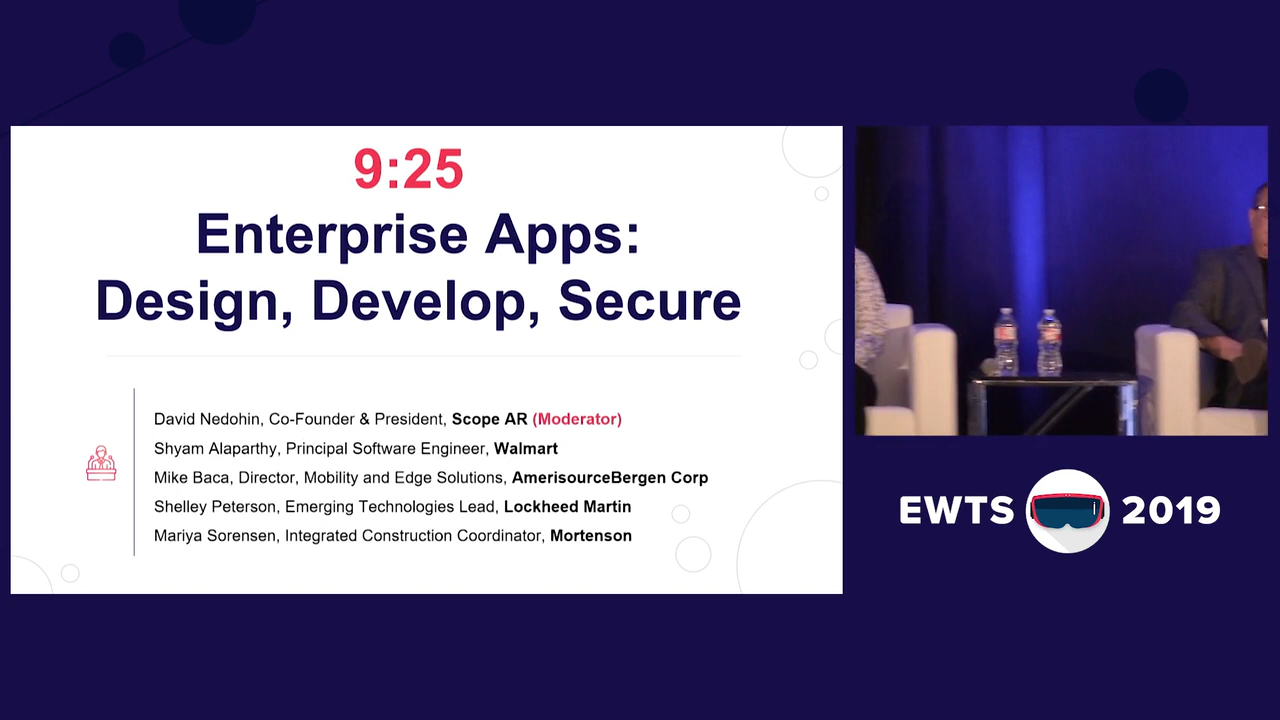 9:25
Enterprise Apps:
Design, Develop, Secure
David Nedohin, Co-Founder & President, Scope AR (Moderator)
Shyam Alaparthy, Principal Software Engineer, Walmart
Mike Baca, Director, Mobility and Edge Solutions, AmerisourceBergen Corp
Shelley Peterson, Emerging Technologies Lead, Lockheed Martin
Mariya Sorensen, Integrated Construction Coordinator, Mortenson
EWTS 2019